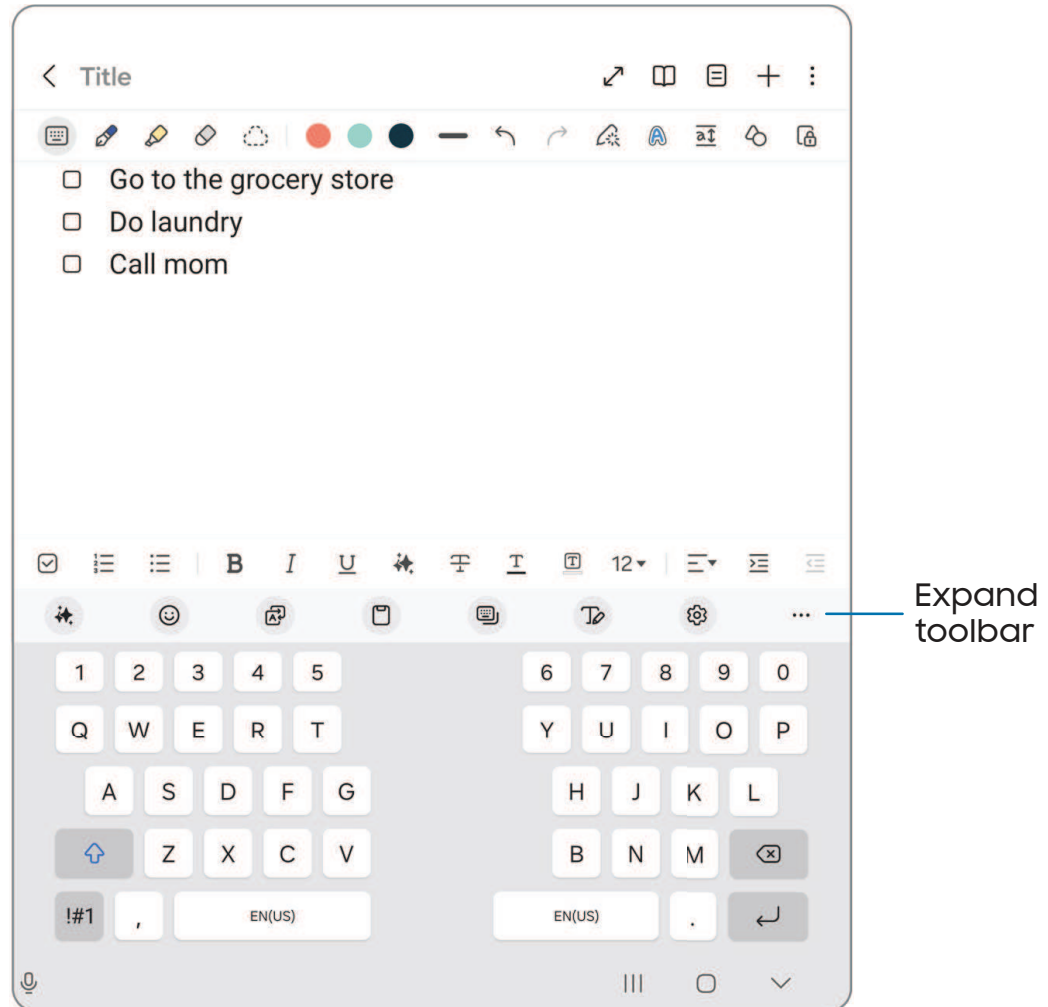 Title
Go to the grocery store
Do laundry
Call mom
B I U T T T 12
Expand
toolbar
1 2 3 4 5 6 7 8 9 0
Q W E R T Y U I O P
A S D F G H J K L
Z X C V B N M
!#1 , EN(US) EN(US) .